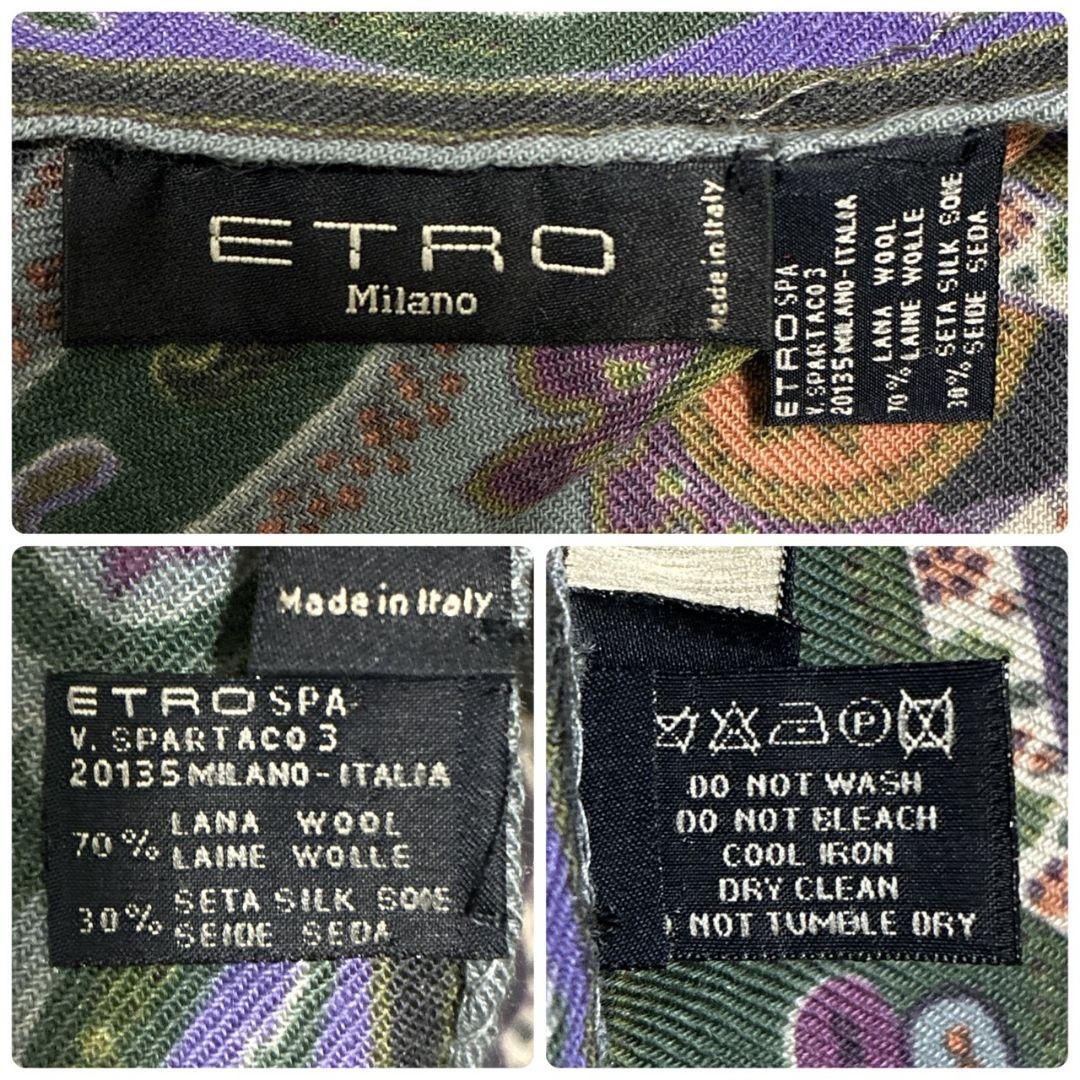 ETRO
Milano
Made in Italy
ETRO SPA
V. SPARTACO 3
20135 MILANO-ITALIA
70% LANA WOOL
LAINE WOLLE
30% SETA SILK SOIE
SEIDE SEDA
Made in Italy
ETRO SPA
V. SPARTACO 3
20135 MILANO-ITALIA
70% LANA WOOL
LAINE WOLLE
30% SETA SILK SOIE
SEIDE SEDA
P
DO NOT WASH
DO NOT BLEACH
COOL IRON
DRY CLEAN
NOT TUMBLE DRY